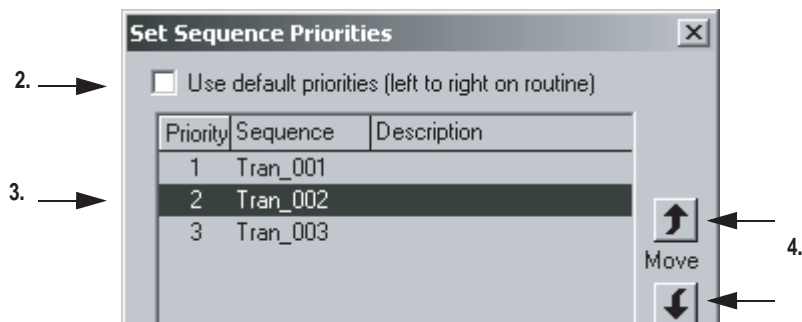 Set Sequence Priorities
2.
Use default priorities (left to right on routine)
Priority Sequence Description
1 Tran_001
3.
2 Tran_002
3 Tran_003
4.
Move